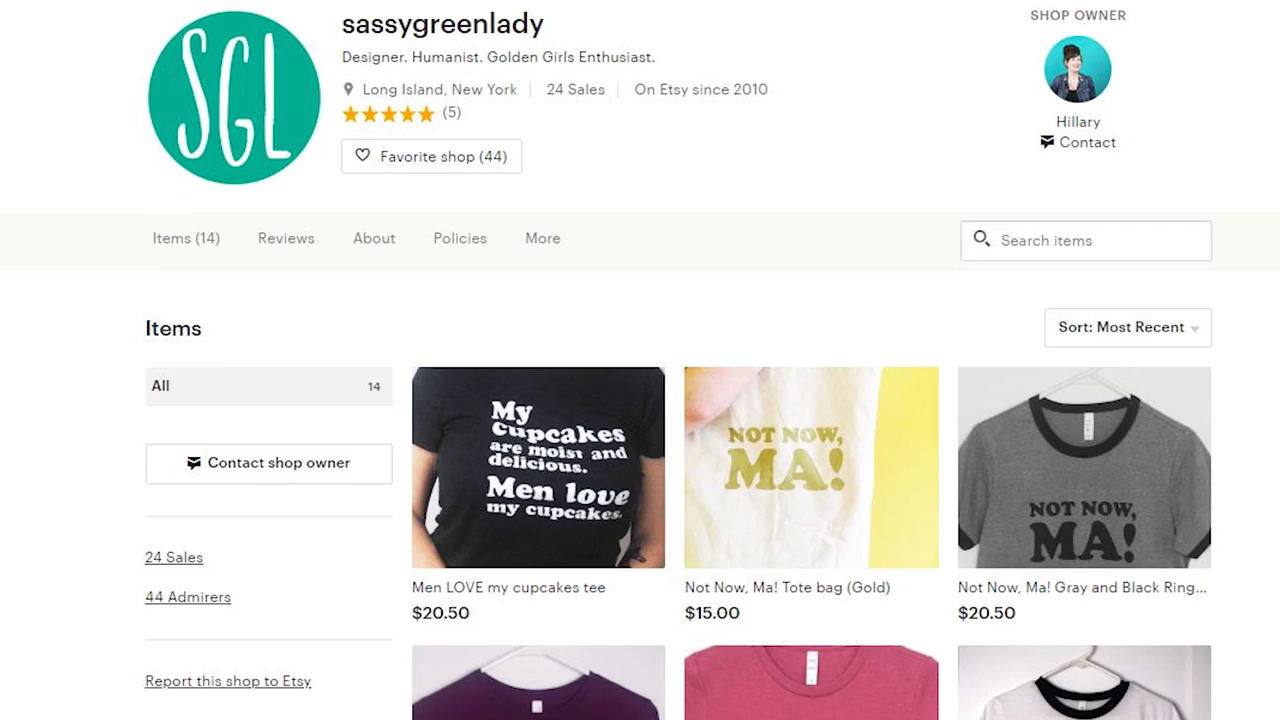 SGL
sassygreenlady
Designer. Humanist. Golden Girls Enthusiast.
Long Island, New York
24 Sales
On Etsy since 2010
(5)
Favorite shop (44)
SHOP OWNER
Hillary
Contact
Items (14)
Reviews
About
Policies
More
Search items
Items
Sort: Most Recent
All
14
Contact shop owner
24 Sales
44 Admirers
Report this shop to Etsy
My
cupcakes
are moist and
delicious.
Men love
my cupcakes.
Men LOVE my cupcakes tee
$20.50
NOT NOW,
MA!
Not Now, Ma! Tote bag (Gold)
$15.00
NOT NOW,
MA!
Not Now, Ma! Gray and Black Ring...
$20.50